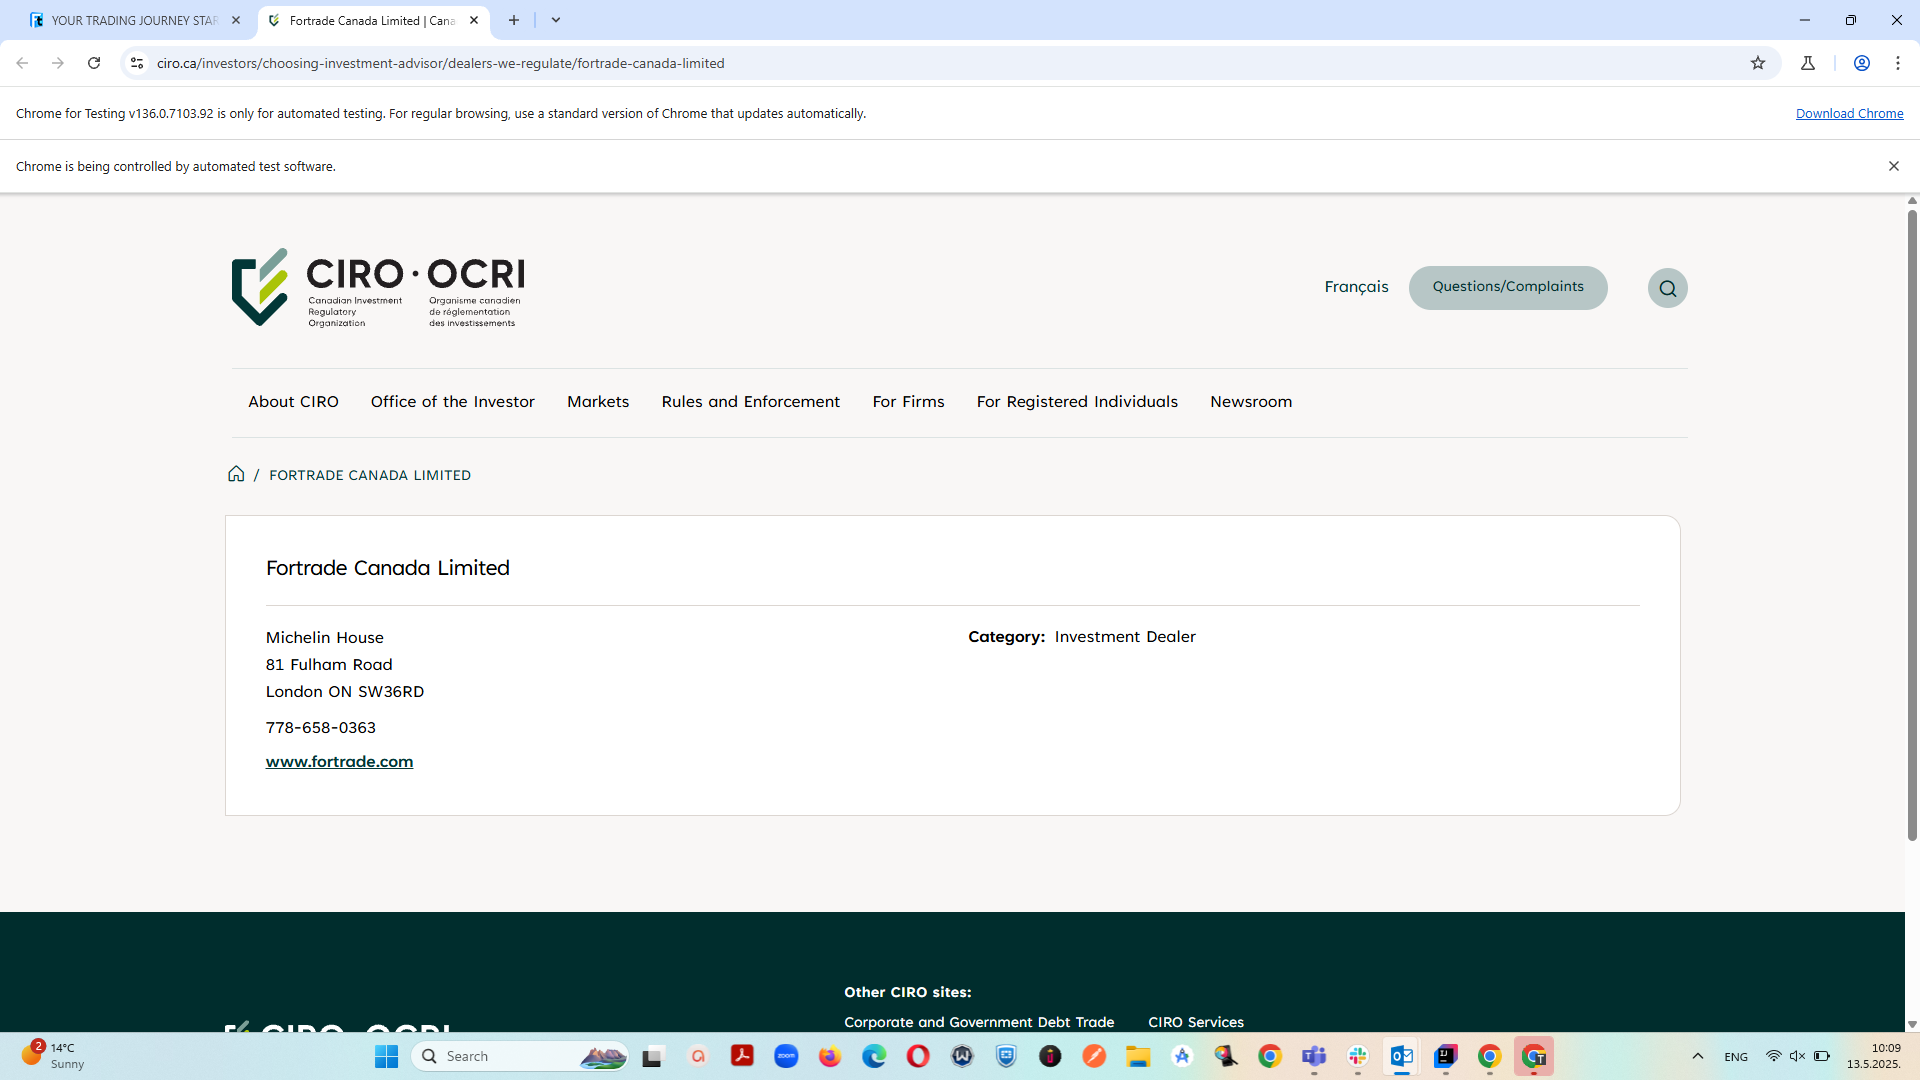 YOUR TRADING JOURNEY STAR
Fortrade Canada Limited | Cana
ciro.ca/investors/choosing-investment-advisor/dealers-we-regulate/fortrade-canada-limited
Chrome for Testing v136.0.7103.92 is only for automated testing. For regular browsing, use a standard version of Chrome that updates automatically.
Download Chrome
Chrome is being controlled by automated test software.
CIRO·OCRI
Canadian Investment
Regulatory
Organization
Organisme canadien
de réglementation
des investissements
Français
Questions/Complaints
About CIRO
Office of the Investor
Markets
Rules and Enforcement
For Firms
For Registered Individuals
Newsroom
/ FORTRADE CANADA LIMITED
Fortrade Canada Limited
Michelin House
81 Fulham Road
London ON SW36RD
778-658-0363
www.fortrade.com
Category: Investment Dealer
Other CIRO sites:
Corporate and Government Debt Trade
CIRO Services
CIRO·OCRI
2
14°C
Sunny
Search
zoom
ENG
10:09
13.5.2025.